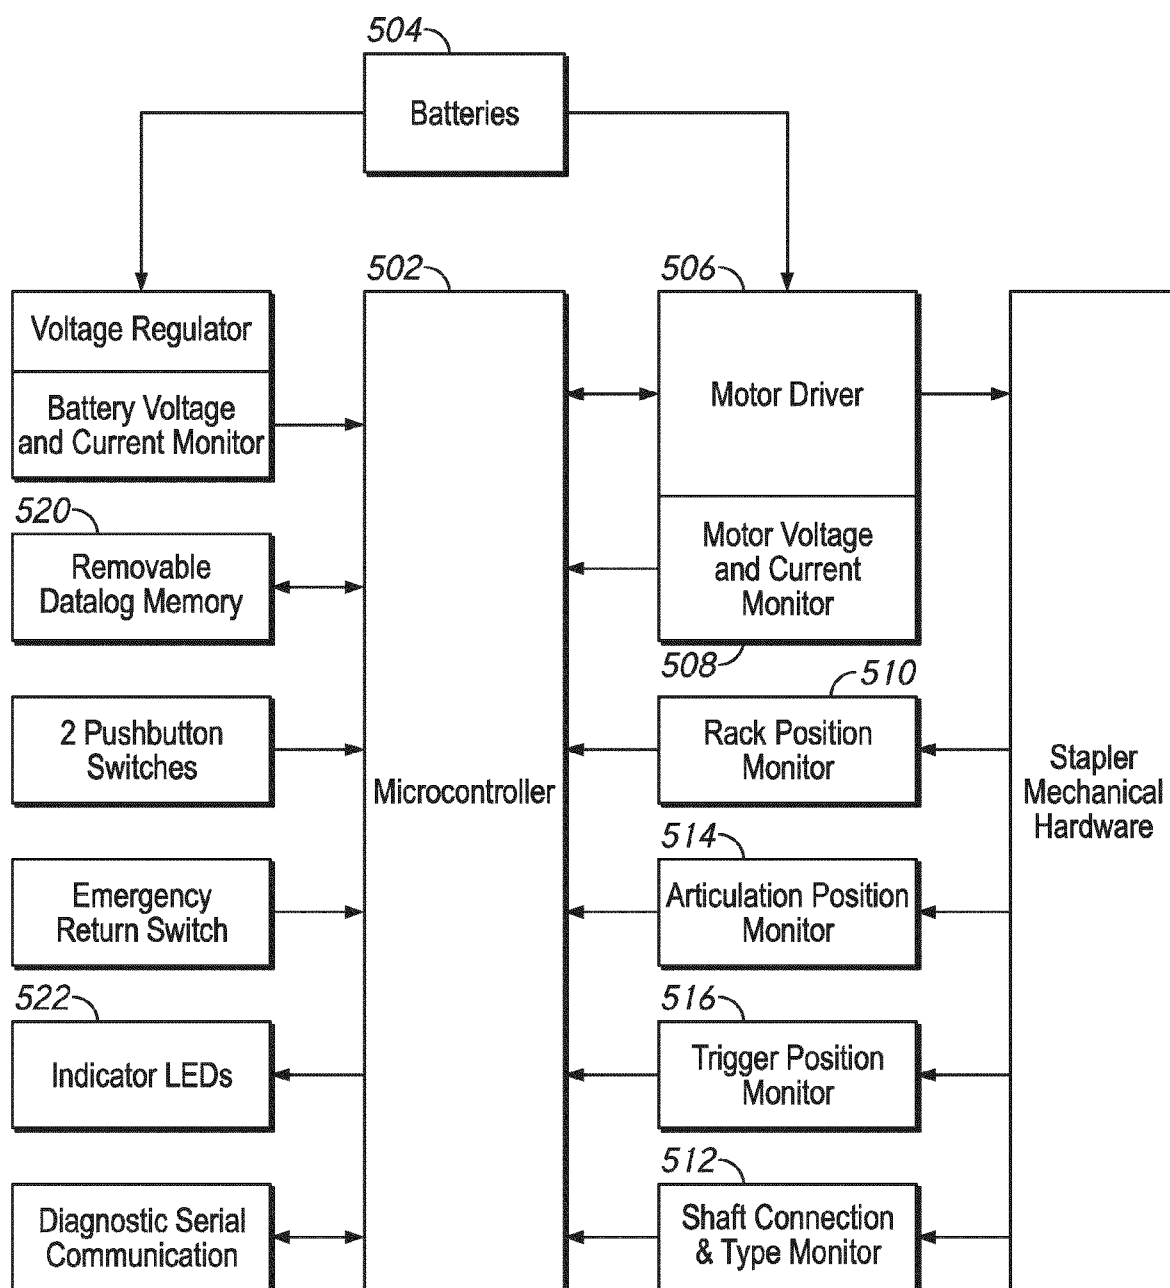 504
Batteries
502
506
Voltage Regulator
Battery Voltage
and Current Monitor
Motor Driver
520
Removable
Datalog Memory
Motor Voltage
and Current
Monitor
508
510
2 Pushbutton
Switches
Microcontroller
Rack Position
Monitor
Stapler
Mechanical
Hardware
514
Emergency
Return Switch
Articulation Position
Monitor
522
516
Indicator LEDs
Trigger Position
Monitor
512
Diagnostic Serial
Communication
Shaft Connection
& Type Monitor